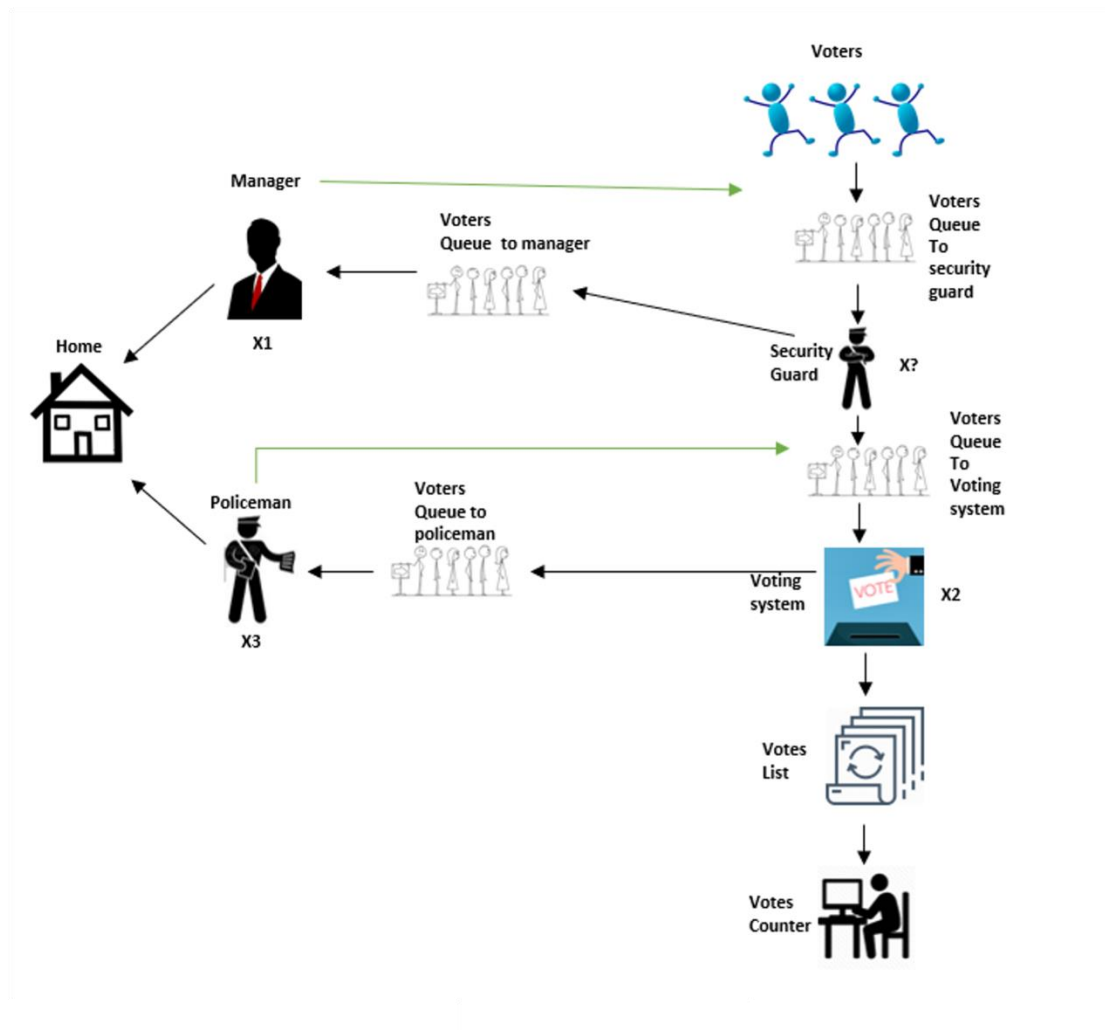 Voters
Manager
Voters
Queue
To
security
guard
Voters
Queue to manager
X1
Security
Guard
X?
Home
Voters
Queue
To
Voting
system
Policeman
Voters
Queue to
policeman
X3
Voting
system
VOTE
X2
Votes
List
Votes
Counter